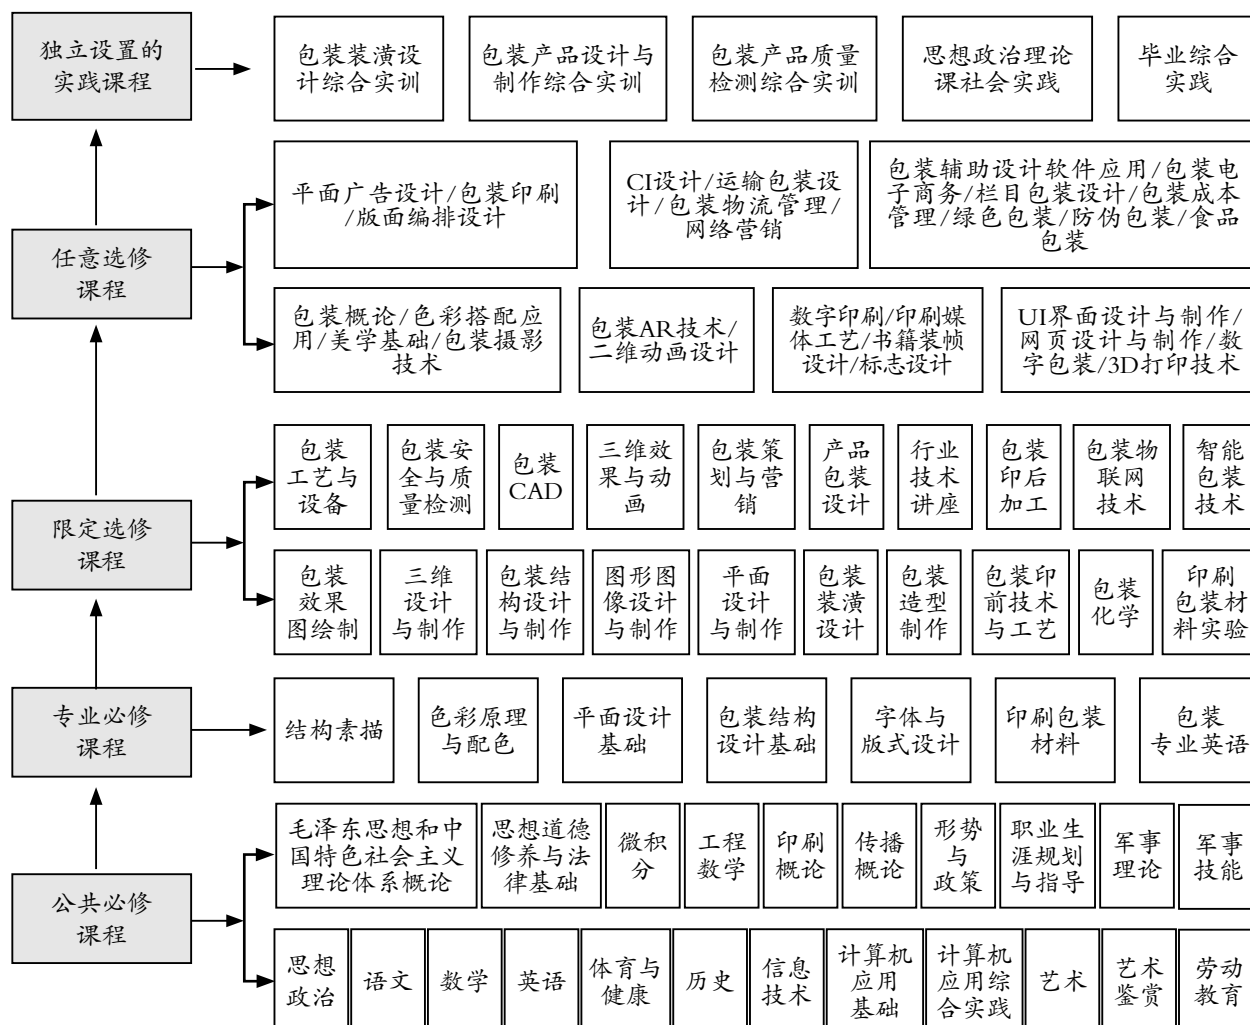 独立设置的
实践课程
包装装潢设
计综合实训
包装产品设计与
制作综合实训
包装产品质量
检测综合实训
思想政治理论
课社会实践
毕业综合
实践
任意选修
课程
平面广告设计/包装印刷
/版面编排设计
CI设计/运输包装设
计/包装物流管理/
网络营销
包装辅助设计软件应用/包装电
子商务/栏目包装设计/包装成本
管理/绿色包装/防伪包装/食品
包装
包装概论/色彩搭配应
用/美学基础/包装摄影
技术
包装AR技术/
二维动画设计
数字印刷/印刷媒
体工艺/书籍装帧
设计/标志设计
UI界面设计与制作/
网页设计与制作/数
字包装/3D打印技术
限定选修
课程
包装
工艺与
设备
包装安
全与质
量检测
包装
CAD
三维效
果与动
画
包装策
划与营
销
产品
包装
设计
行业
技术
讲座
包装
印后
加工
包装物
联网
技术
智能
包装
技术
包装
效果
图绘制
三维
设计
与制作
包装结
构设计
与制作
图形图
像设计
与制作
平面
设计
与制作
包装
装潢
设计
包装
造型
制作
包装印
前技术
与工艺
包装
化学
印刷
包装材
料实验
专业必修
课程
结构素描
色彩原理
与配色
平面设计
基础
包装结构
设计基础
字体与
版式设计
印刷包装
材料
包装
专业英语
公共必修
课程
毛泽东思想和中
国特色社会主义
理论体系概论
思想道德
修养与法
律基础
微积
分
工程
数学
印刷
概论
传播
概论
形势
与
政策
职业生
涯规划
与指导
军事
理论
军事
技能
思想
政治
语文
数学
英语
体育与
健康
历史
信息
技术
计算机
应用
基础
计算机
应用综
合实践
艺术
艺术
鉴赏
劳动
教育